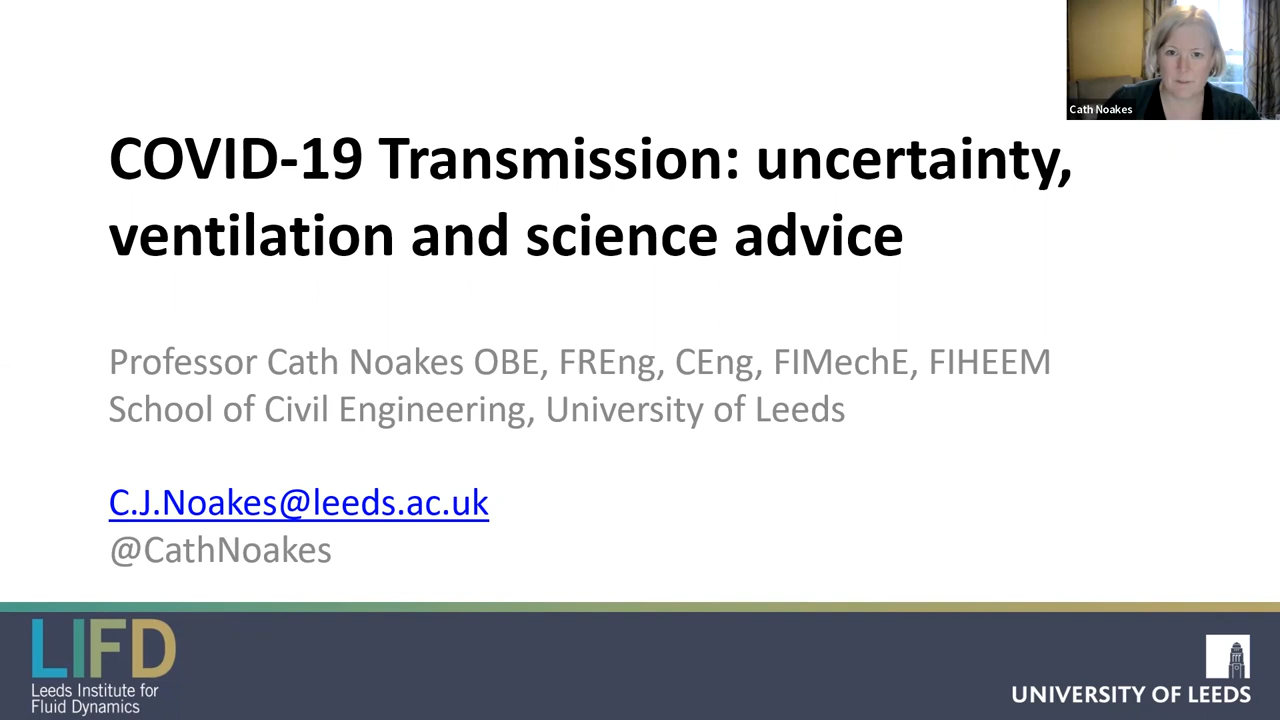 Cath Noakes
COVID-19 Transmission: uncertainty,
ventilation and science advice
Professor Cath Noakes OBE, FREng, CEng, FIMechE, FIHEEM
School of Civil Engineering, University of Leeds
C.J.Noakes@leeds.ac.uk
@CathNoakes
LIFD
Leeds Institute for
Fluid Dynamics
UNIVERSITY OF LEEDS